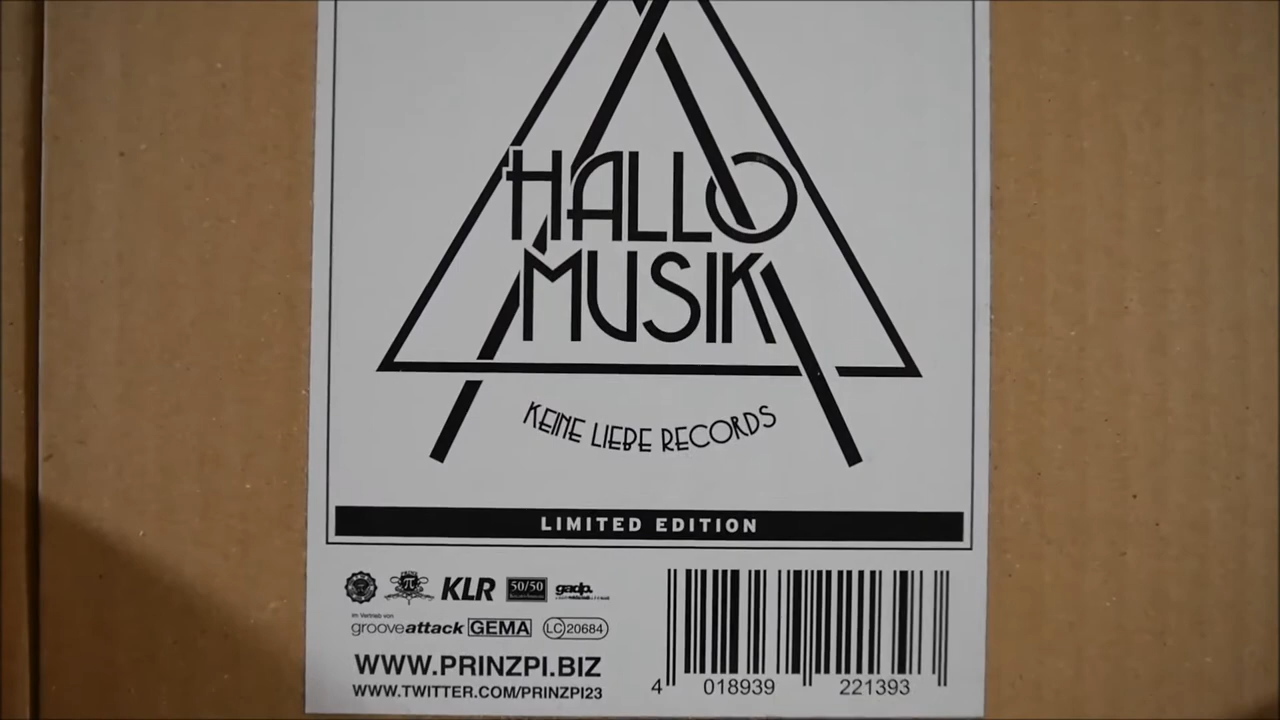 HALLO
MUSIK
KEINE LIEBE RECORDS
LIMITED EDITION
π KLR 50/50 gadp.
im Vertrieb von
grooveattack GEMA LC 20684
WWW.PRINZPI.BIZ
WWW.TWITTER.COM/PRINZPI23
4 018939 221393